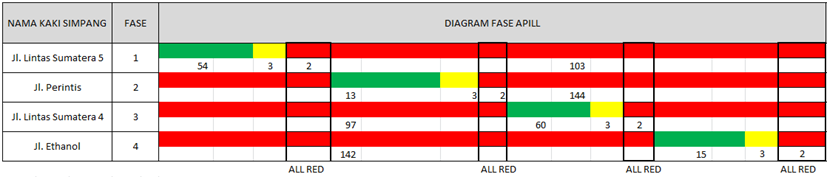 NAMA KAKI SIMPANG FASE DIAGRAM FASE APILL
Jl. Lintas Sumatera 5 1 54 3 2 103
Jl. Perintis 2 13 3 2 144
Jl. Lintas Sumatera 4 3 97 60 3 2
Jl. Ethanol 4 142 15 3 2
ALL RED ALL RED ALL RED ALL RED